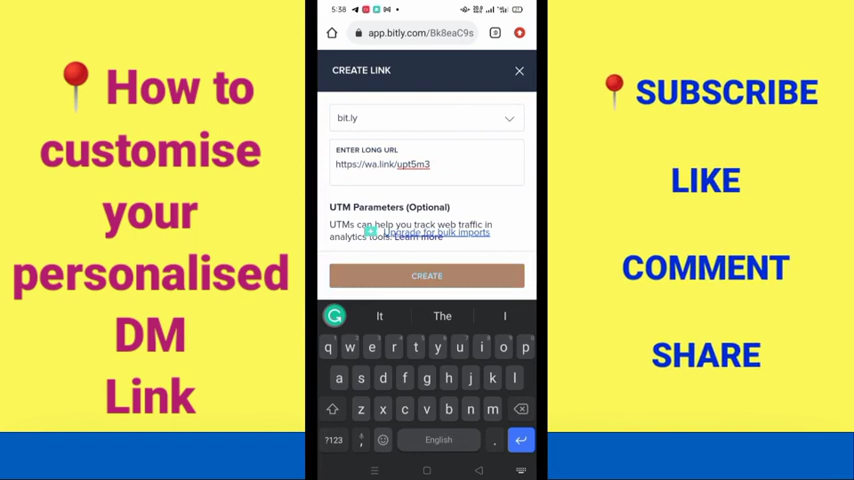 📍How to
customise
your
personalised
DM
Link
5:38
app.bitly.com/Bk8eaC9s
CREATE LINK
bit.ly
ENTER LONG URL
https://wa.link/upt5m3
UTM Parameters (Optional)
UTMs can help you track web traffic in
analytics tools. Learn more
Upgrade for bulk imports
CREATE
It The I
q w e r t y u i o p
a s d f g h j k l
z x c v b n m
?123 , English .
📍SUBSCRIBE
LIKE
COMMENT
SHARE